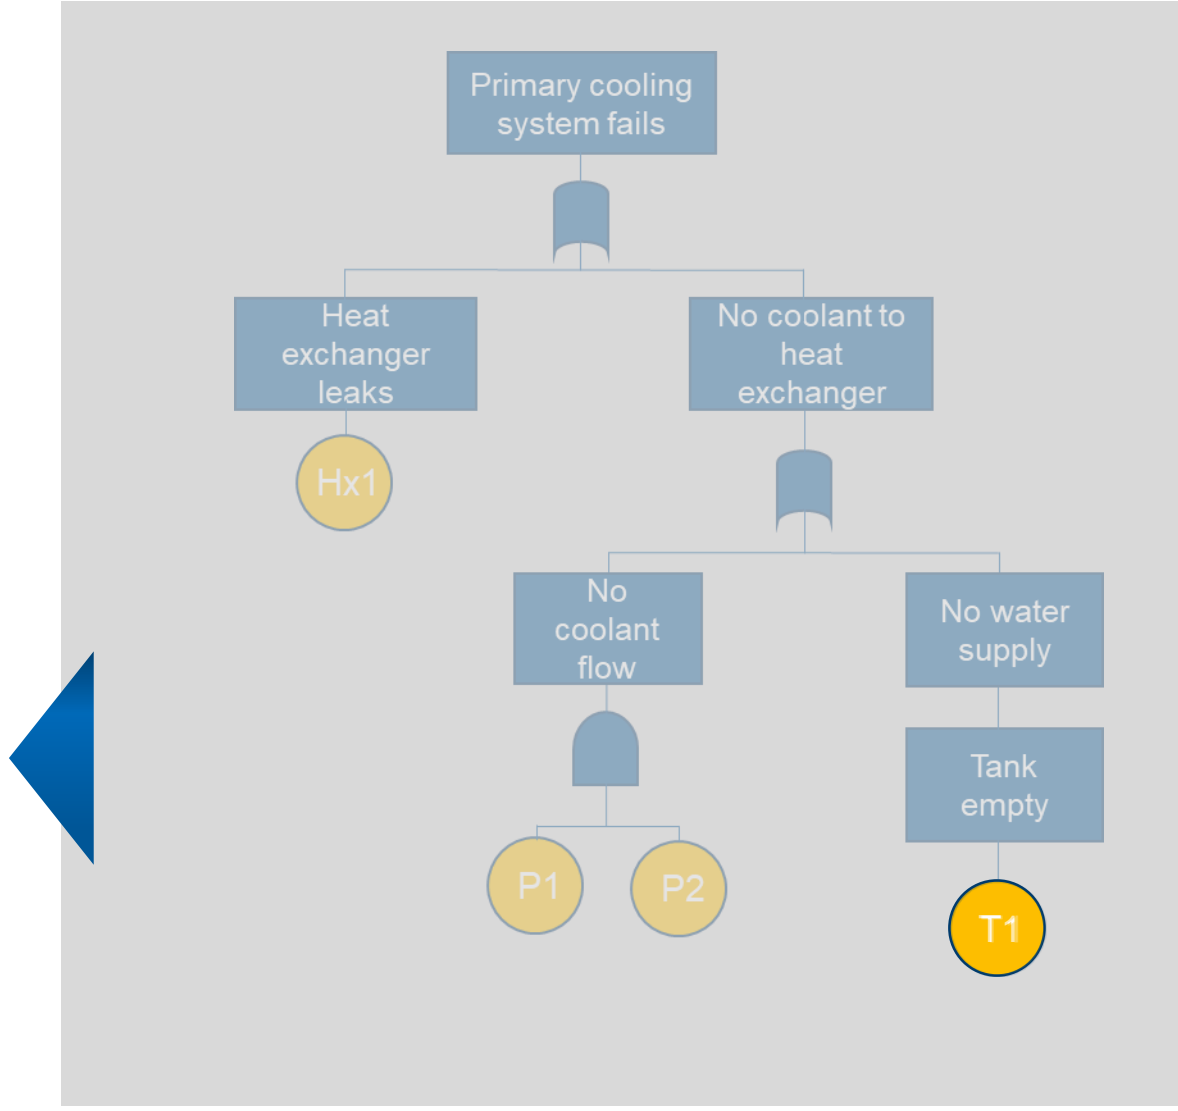 Primary cooling
system fails
Heat
exchanger
leaks
No coolant to
heat
exchanger
Hx1
No
coolant
flow
No water
supply
Tank
empty
P1
P2
T1